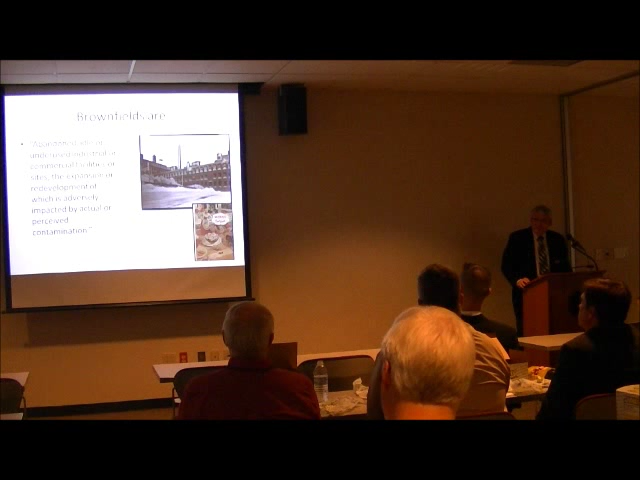 Brownfields are
• "Abandoned, idle or
underused industrial or
commercial facilities or
sites, the expansion or
redevelopment of
which is adversely
impacted by actual or
perceived
contamination."